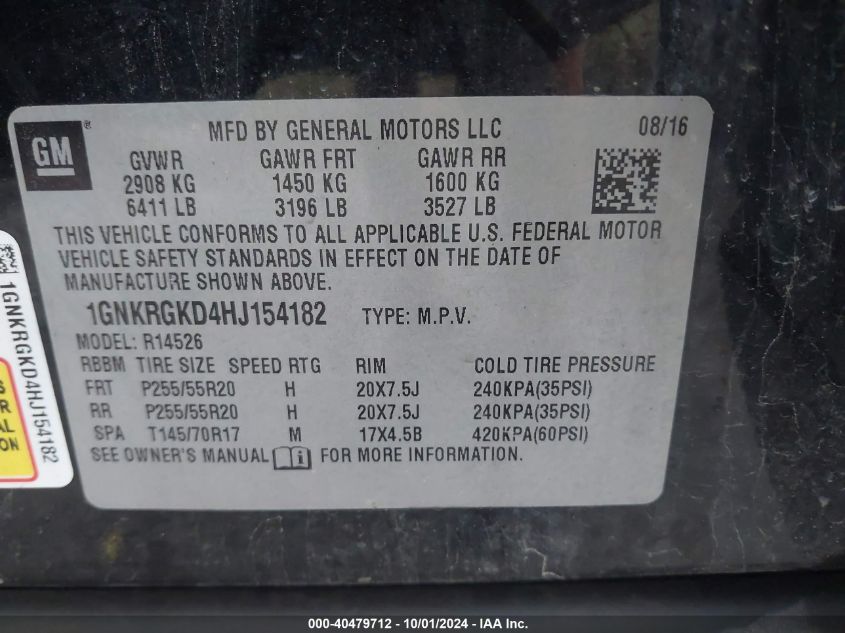 GM®
MFD BY GENERAL MOTORS LLC 08/16
GVWR GAWR FRT GAWR RR
2908 KG 1450 KG 1600 KG
6411 LB 3196 LB 3527 LB
THIS VEHICLE CONFORMS TO ALL APPLICABLE U.S. FEDERAL MOTOR
VEHICLE SAFETY STANDARDS IN EFFECT ON THE DATE OF
MANUFACTURE SHOWN ABOVE.
1GNKRGKD4HJ154182 TYPE: M.P.V.
MODEL: R14526
RBBM TIRE SIZE SPEED RTG RIM COLD TIRE PRESSURE
FRT P255/55R20 H 20X7.5J 240KPA(35PSI)
RR P255/55R20 H 20X7.5J 240KPA(35PSI)
SPA T145/70R17 M 17X4.5B 420KPA(60PSI)
SEE OWNER'S MANUAL i FOR MORE INFORMATION.
1GNKRGKD4HJ154182
S
R
AL
ON
000-40479712 - 10/01/2024 - IAA Inc.